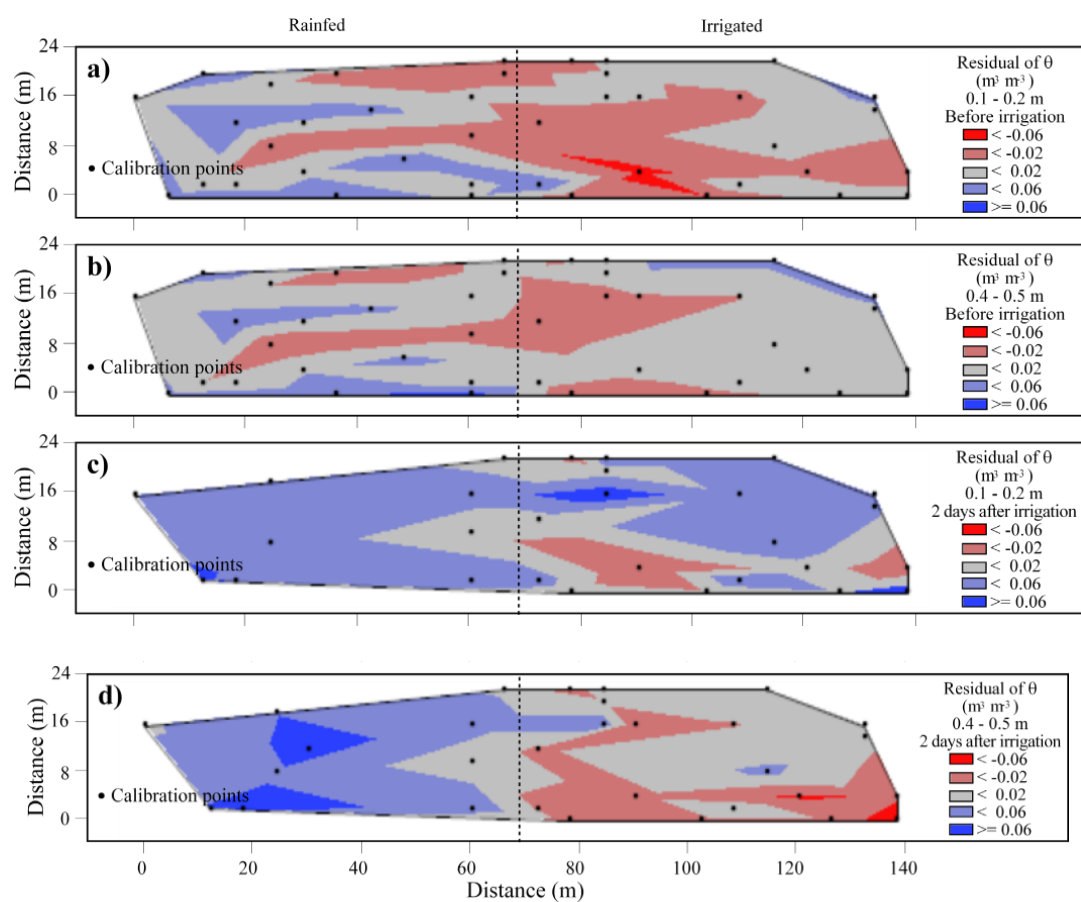 Rainfed
Irrigated
24
16
8
0
Distance (m)
a)
• Calibration points
Residual of θ
(m³ m⁻³)
0.1 - 0.2 m
Before irrigation
< -0.06
< -0.02
< 0.02
< 0.06
>= 0.06
24
16
8
0
Distance (m)
b)
• Calibration points
Residual of θ
(m³ m⁻³)
0.4 - 0.5 m
Before irrigation
< -0.06
< -0.02
< 0.02
< 0.06
>= 0.06
24
16
8
0
Distance (m)
c)
• Calibration points
Residual of θ
(m³ m⁻³)
0.1 - 0.2 m
2 days after irrigation
< -0.06
< -0.02
< 0.02
< 0.06
>= 0.06
24
16
8
0
Distance (m)
d)
• Calibration points
Residual of θ
(m³ m⁻³)
0.4 - 0.5 m
2 days after irrigation
< -0.06
< -0.02
< 0.02
< 0.06
>= 0.06
0 20 40 60 80 100 120 140
Distance (m)